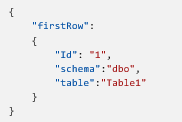 {
    "firstRow":
    {
        "Id": "1",
        "schema":"dbo",
        "table":"Table1"
    }
}